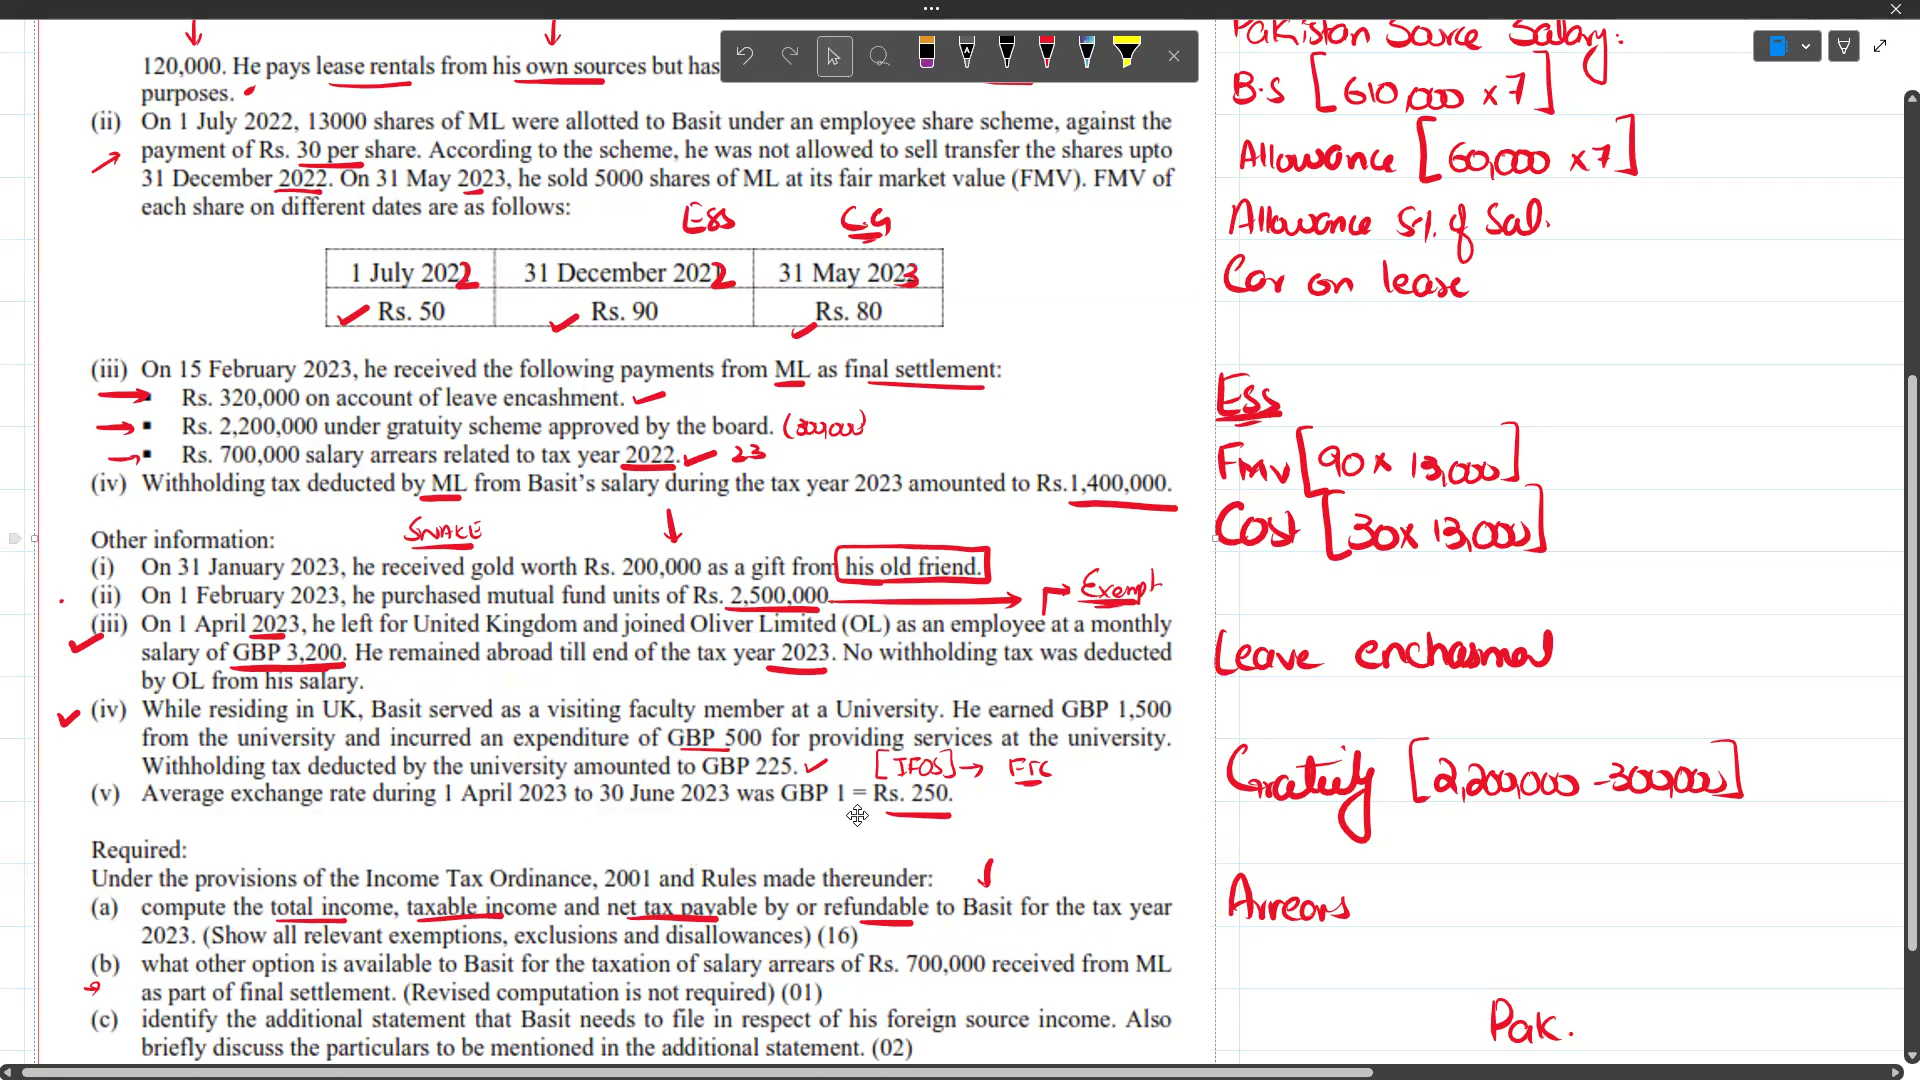 120,000. He pays lease rentals from his own sources but has
purposes.
(ii) On 1 July 2022, 13000 shares of ML were allotted to Basit under an employee share scheme, against the
payment of Rs. 30 per share. According to the scheme, he was not allowed to sell transfer the shares upto
31 December 2022. On 31 May 2023, he sold 5000 shares of ML at its fair market value (FMV). FMV of
each share on different dates are as follows:
ESS C.G
1 July 2022 31 December 2022 31 May 2023
Rs. 50 Rs. 90 Rs. 80
(iii) On 15 February 2023, he received the following payments from ML as final settlement:
▪ Rs. 320,000 on account of leave encashment.
▪ Rs. 2,200,000 under gratuity scheme approved by the board. (300,000)
▪ Rs. 700,000 salary arrears related to tax year 2022. 23
(iv) Withholding tax deducted by ML from Basit's salary during the tax year 2023 amounted to Rs.1,400,000.
SNAKE
Other information:
(i) On 31 January 2023, he received gold worth Rs. 200,000 as a gift from his old friend.
Exempt
(ii) On 1 February 2023, he purchased mutual fund units of Rs. 2,500,000.
(iii) On 1 April 2023, he left for United Kingdom and joined Oliver Limited (OL) as an employee at a monthly
salary of GBP 3,200. He remained abroad till end of the tax year 2023. No withholding tax was deducted
by OL from his salary.
(iv) While residing in UK, Basit served as a visiting faculty member at a University. He earned GBP 1,500
from the university and incurred an expenditure of GBP 500 for providing services at the university.
Withholding tax deducted by the university amounted to GBP 225. [IFOS] → FTC
(v) Average exchange rate during 1 April 2023 to 30 June 2023 was GBP 1 = Rs. 250.
Required:
Under the provisions of the Income Tax Ordinance, 2001 and Rules made thereunder:
(a) compute the total income, taxable income and net tax payable by or refundable to Basit for the tax year
2023. (Show all relevant exemptions, exclusions and disallowances) (16)
(b) what other option is available to Basit for the taxation of salary arrears of Rs. 700,000 received from ML
as part of final settlement. (Revised computation is not required) (01)
(c) identify the additional statement that Basit needs to file in respect of his foreign source income. Also
briefly discuss the particulars to be mentioned in the additional statement. (02)
Pakistan Source Salary:
B.S [610,000 x 7]
Allowance [60,000 x 7]
Allowance 5% of Sal.
Car on lease
ESS
FMV [90 x 13,000]
Cost [30 x 13,000]
Leave
Gratuity [2,200,000 - 300,000]
Arrears
Pak.